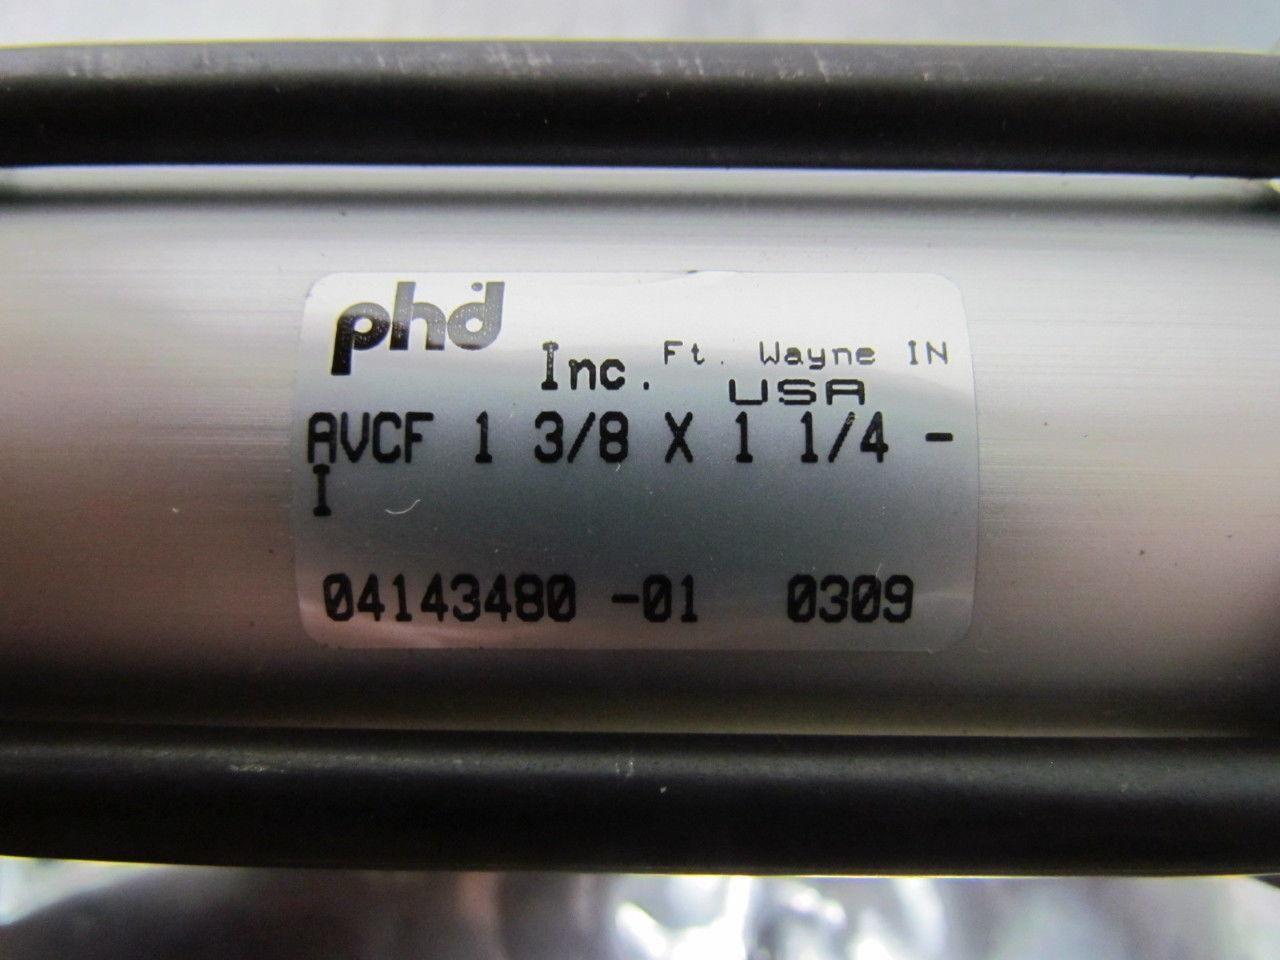 phd
Inc. Ft. Wayne IN
USA
AVCF 1 3/8 X 1 1/4 -
I
04143480 -01 0309